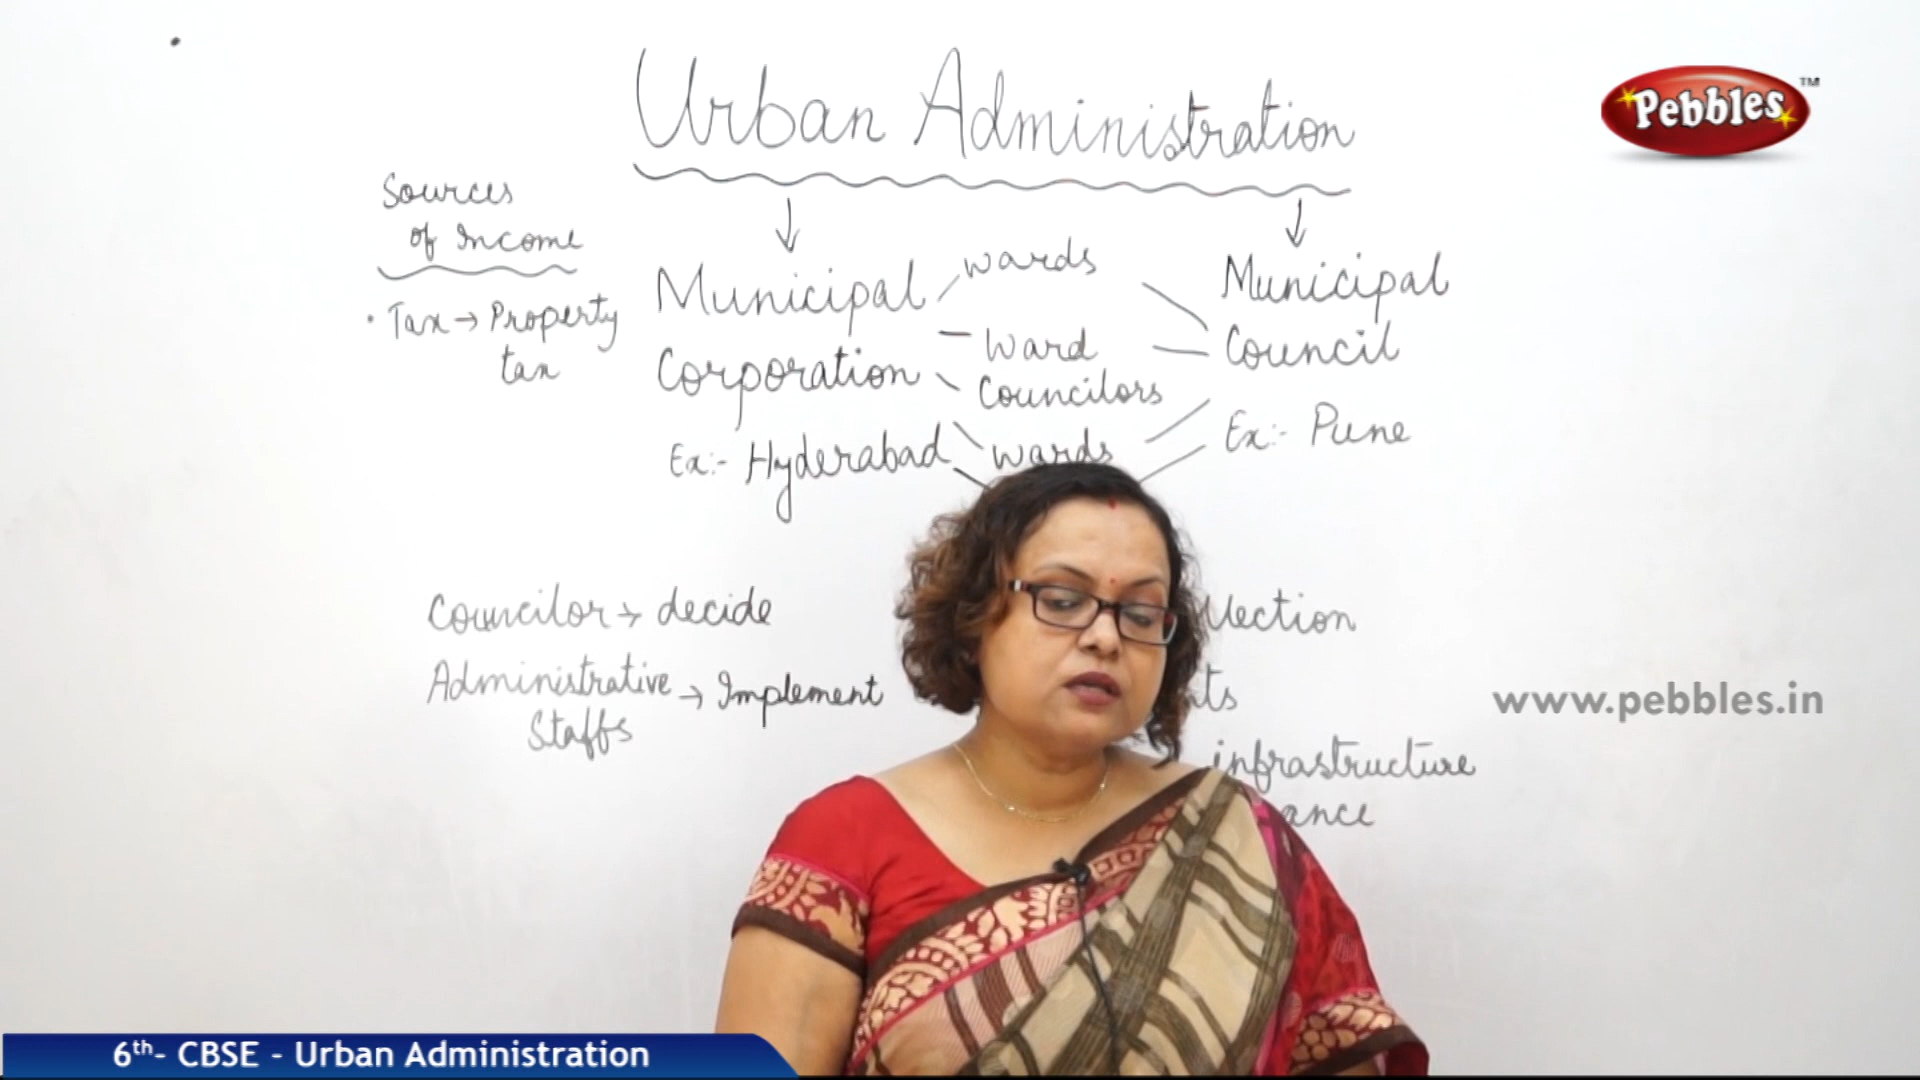 Urban Administration
Pebbles TM
Sources
of Income
• Tax → Property
tax
Municipal
Corporation
Ex:- Hyderabad
wards
Ward
Councilors
wards
Municipal
Council
Ex:- Pune
Councilor → decide
Administrative → Implement
Staffs
infrastructure
www.pebbles.in
6th- CBSE - Urban Administration